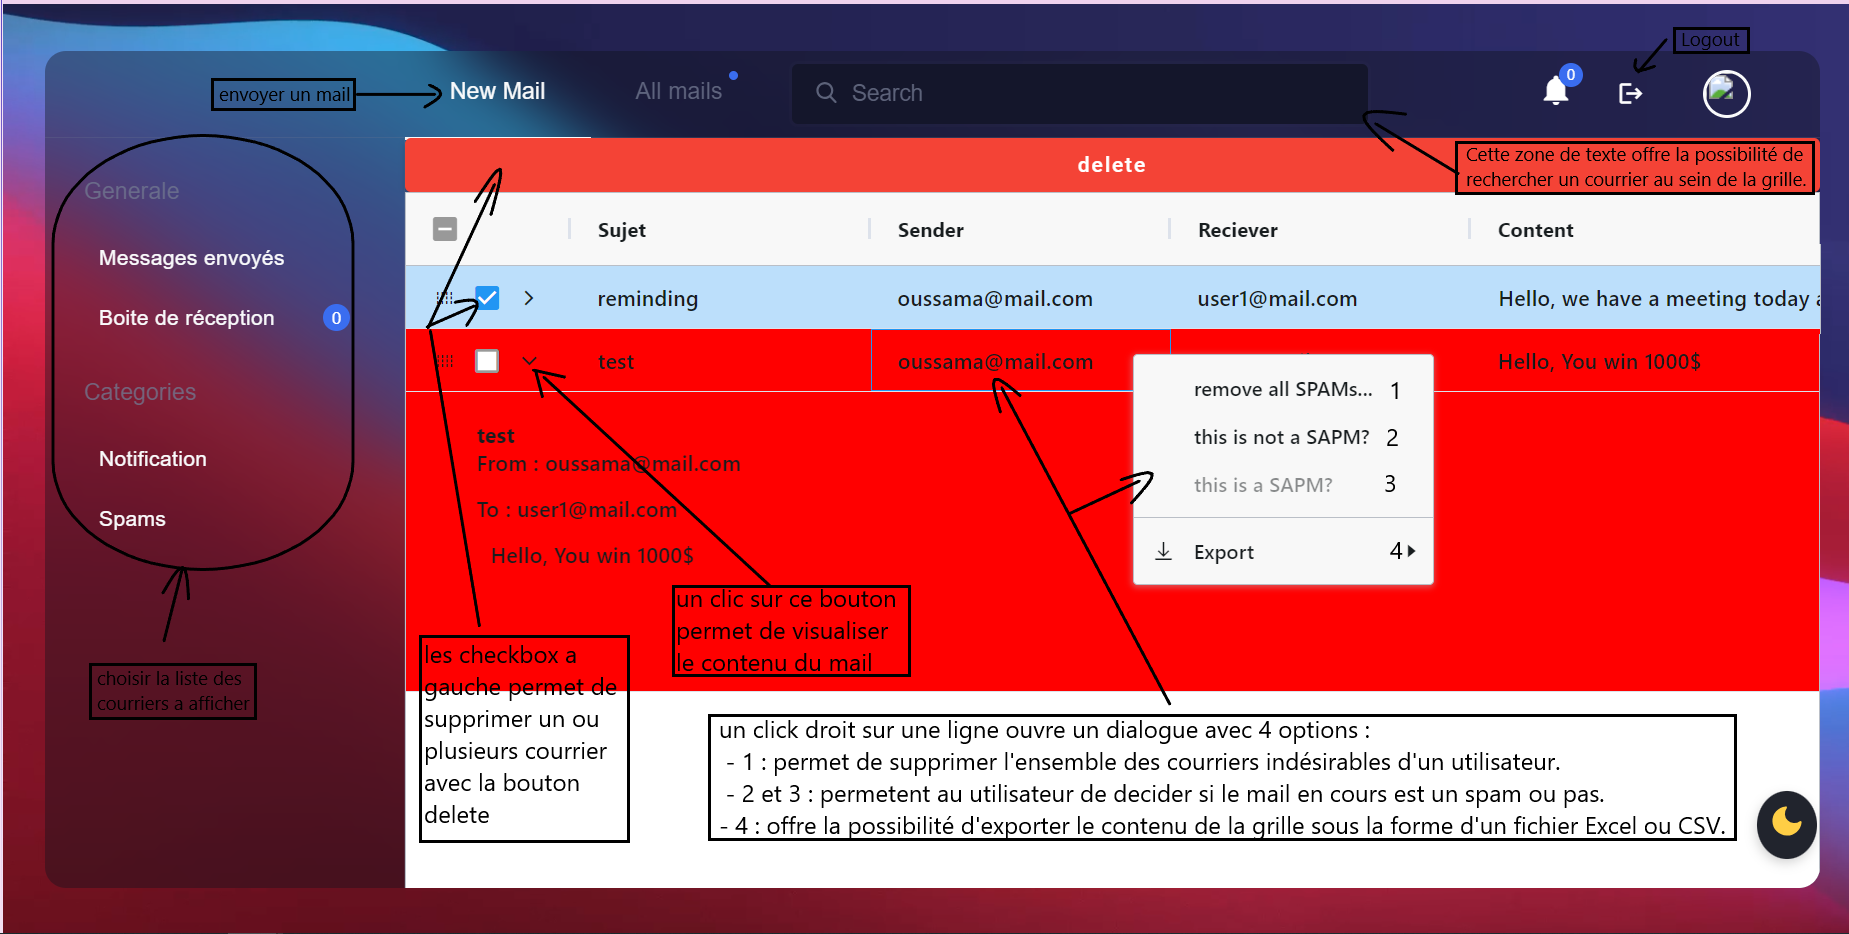 Logout
envoyer un mail
New Mail
All mails
Search
0
Cette zone de texte offre la possibilité de
rechercher un courrier au sein de la grille.
delete
Generale
Messages envoyés
Boite de réception
0
Categories
Notification
Spams
choisir la liste des
courriers a afficher
Sujet
Sender
Reciever
Content
reminding
oussama@mail.com
user1@mail.com
Hello, we have a meeting today a
test
oussama@mail.com
Hello, You win 1000$
test
From : oussama@mail.com
To : user1@mail.com
Hello, You win 1000$
remove all SPAMs... 1
this is not a SAPM? 2
this is a SAPM? 3
Export 4
un clic sur ce bouton
permet de visualiser
le contenu du mail
les checkbox a
gauche permet de
supprimer un ou
plusieurs courrier
avec la bouton
delete
un click droit sur une ligne ouvre un dialogue avec 4 options :
- 1 : permet de supprimer l'ensemble des courriers indésirables d'un utilisateur.
- 2 et 3 : permetent au utilisateur de decider si le mail en cours est un spam ou pas.
- 4 : offre la possibilité d'exporter le contenu de la grille sous la forme d'un fichier Excel ou CSV.